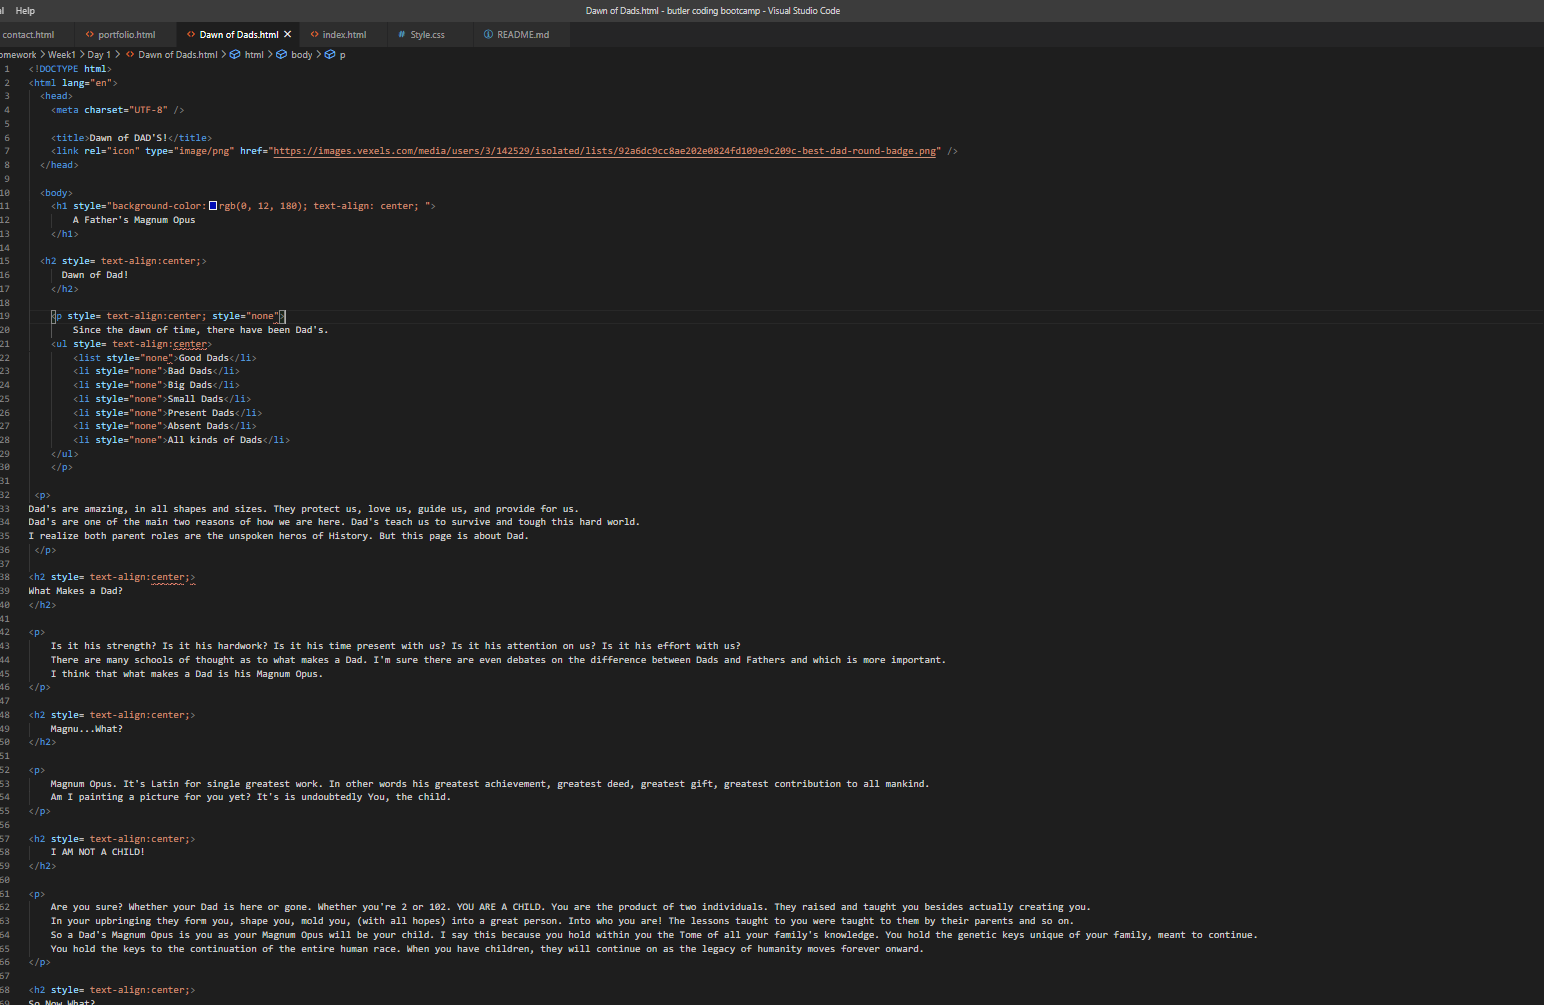 Help
Dawn of Dads.html - butler coding bootcamp - Visual Studio Code
contact.html
portfolio.html
Dawn of Dads.html
index.html
# Style.css
README.md
omework > Week1 > Day 1 > Dawn of Dads.html > html > body > p
1 <!DOCTYPE html>
2 <html lang="en">
3 <head>
4 <meta charset="UTF-8" />
5
6 <title>Dawn of DAD'S!</title>
7 <link rel="icon" type="image/png" href="https://images.vexels.com/media/users/3/142529/isolated/lists/92a6dc9cc8ae202e0824fd109e9c209c-best-dad-round-badge.png" />
8 </head>
9
10 <body>
11 <h1 style="background-color: rgb(0, 12, 180); text-align: center; ">
12 A Father's Magnum Opus
13 </h1>
14
15 <h2 style= text-align:center;>
16 Dawn of Dad!
17 </h2>
18
19 <p style= text-align:center; style="none">
20 Since the dawn of time, there have been Dad's.
21 <ul style= text-align:center>
22 <list style="none">Good Dads</li>
23 <li style="none">Bad Dads</li>
24 <li style="none">Big Dads</li>
25 <li style="none">Small Dads</li>
26 <li style="none">Present Dads</li>
27 <li style="none">Absent Dads</li>
28 <li style="none">All kinds of Dads</li>
29 </ul>
30 </p>
31
32 <p>
33 Dad's are amazing, in all shapes and sizes. They protect us, love us, guide us, and provide for us.
34 Dad's are one of the main two reasons of how we are here. Dad's teach us to survive and tough this hard world.
35 I realize both parent roles are the unspoken heros of History. But this page is about Dad.
36 </p>
37
38 <h2 style= text-align:center;>
39 What Makes a Dad?
40 </h2>
41
42 <p>
43 Is it his strength? Is it his hardwork? Is it his time present with us? Is it his attention on us? Is it his effort with us?
44 There are many schools of thought as to what makes a Dad. I'm sure there are even debates on the difference between Dads and Fathers and which is more important.
45 I think that what makes a Dad is his Magnum Opus.
46 </p>
47
48 <h2 style= text-align:center;>
49 Magnu...What?
50 </h2>
51
52 <p>
53 Magnum Opus. It's Latin for single greatest work. In other words his greatest achievement, greatest deed, greatest gift, greatest contribution to all mankind.
54 Am I painting a picture for you yet? It's is undoubtedly You, the child.
55 </p>
56
57 <h2 style= text-align:center;>
58 I AM NOT A CHILD!
59 </h2>
60
61 <p>
62 Are you sure? Whether your Dad is here or gone. Whether you're 2 or 102. YOU ARE A CHILD. You are the product of two individuals. They raised and taught you besides actually creating you.
63 In your upbringing they form you, shape you, mold you, (with all hopes) into a great person. Into who you are! The lessons taught to you were taught to them by their parents and so on.
64 So a Dad's Magnum Opus is you as your Magnum Opus will be your child. I say this because you hold within you the Tome of all your family's knowledge. You hold the genetic keys unique of your family, meant to continue.
65 You hold the keys to the continuation of the entire human race. When you have children, they will continue on as the legacy of humanity moves forever onward.
66 </p>
67
68 <h2 style= text-align:center;>
69 So Now What?